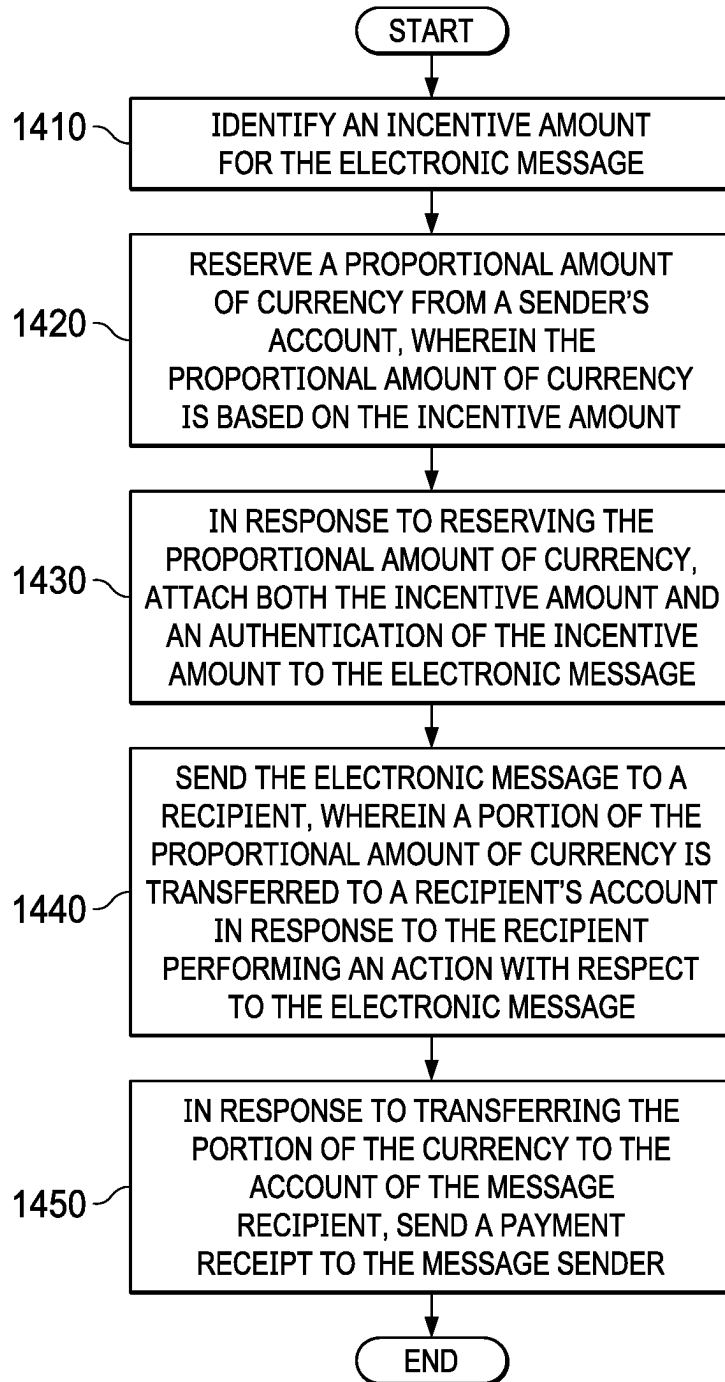 START
1410
IDENTIFY AN INCENTIVE AMOUNT
FOR THE ELECTRONIC MESSAGE
1420
RESERVE A PROPORTIONAL AMOUNT
OF CURRENCY FROM A SENDER'S
ACCOUNT, WHEREIN THE
PROPORTIONAL AMOUNT OF CURRENCY
IS BASED ON THE INCENTIVE AMOUNT
1430
IN RESPONSE TO RESERVING THE
PROPORTIONAL AMOUNT OF CURRENCY,
ATTACH BOTH THE INCENTIVE AMOUNT AND
AN AUTHENTICATION OF THE INCENTIVE
AMOUNT TO THE ELECTRONIC MESSAGE
1440
SEND THE ELECTRONIC MESSAGE TO A
RECIPIENT, WHEREIN A PORTION OF THE
PROPORTIONAL AMOUNT OF CURRENCY IS
TRANSFERRED TO A RECIPIENT'S ACCOUNT
IN RESPONSE TO THE RECIPIENT
PERFORMING AN ACTION WITH RESPECT
TO THE ELECTRONIC MESSAGE
1450
IN RESPONSE TO TRANSFERRING THE
PORTION OF THE CURRENCY TO THE
ACCOUNT OF THE MESSAGE
RECIPIENT, SEND A PAYMENT
RECEIPT TO THE MESSAGE SENDER
END